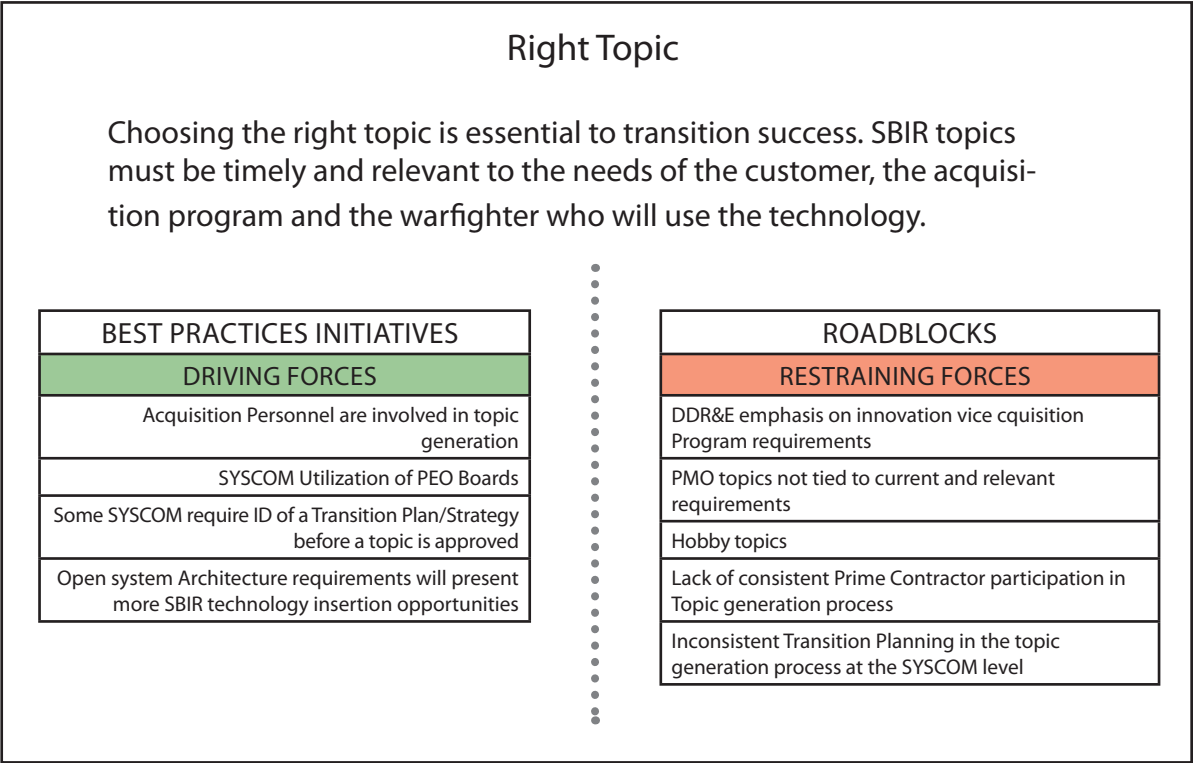 Right Topic
Choosing the right topic is essential to transition success. SBIR topics
must be timely and relevant to the needs of the customer, the acquisi-
tion program and the warfighter who will use the technology.
BEST PRACTICES INITIATIVES
DRIVING FORCES
Acquisition Personnel are involved in topic
generation
SYSCOM Utilization of PEO Boards
Some SYSCOM require ID of a Transition Plan/Strategy
before a topic is approved
Open system Architecture requirements will present
more SBIR technology insertion opportunities
ROADBLOCKS
RESTRAINING FORCES
DDR&E emphasis on innovation vice cquisition
Program requirements
PMO topics not tied to current and relevant
requirements
Hobby topics
Lack of consistent Prime Contractor participation in
Topic generation process
Inconsistent Transition Planning in the topic
generation process at the SYSCOM level